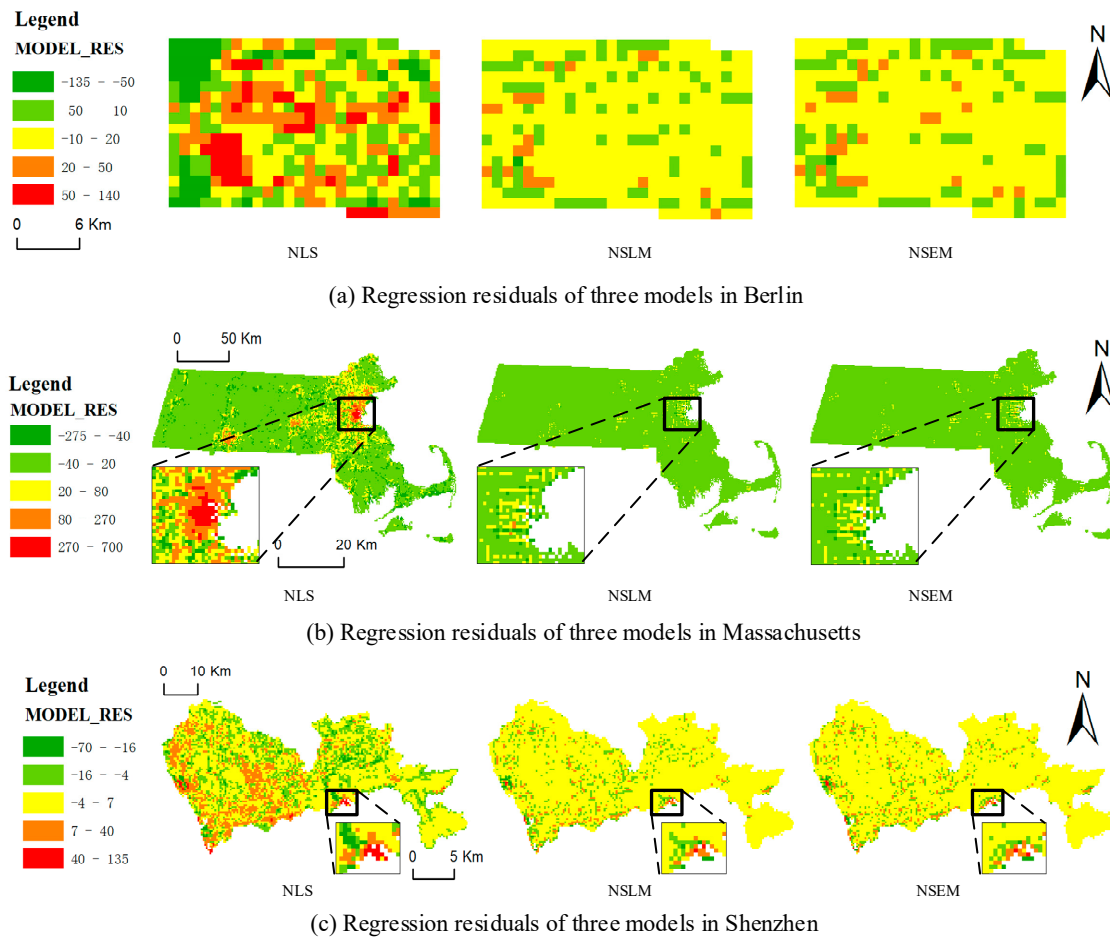 Legend
MODEL_RES
-135 - -50
50 10
-10 - 20
20 - 50
50 - 140
0 6
Km
N
NLS NSLM NSEM
(a) Regression residuals of three models in Berlin
0 50 Km
N
Legend
MODEL_RES
-275 - -40
-40 - 20
20 - 80
80 270
270 - 700
0 20 Km
NLS NSLM NSEM
(b) Regression residuals of three models in Massachusetts
0 10 Km
N
Legend
MODEL_RES
-70 - -16
-16 - -4
-4 - 7
7 - 40
40 - 135
0 5 Km
NLS NSLM NSEM
(c) Regression residuals of three models in Shenzhen